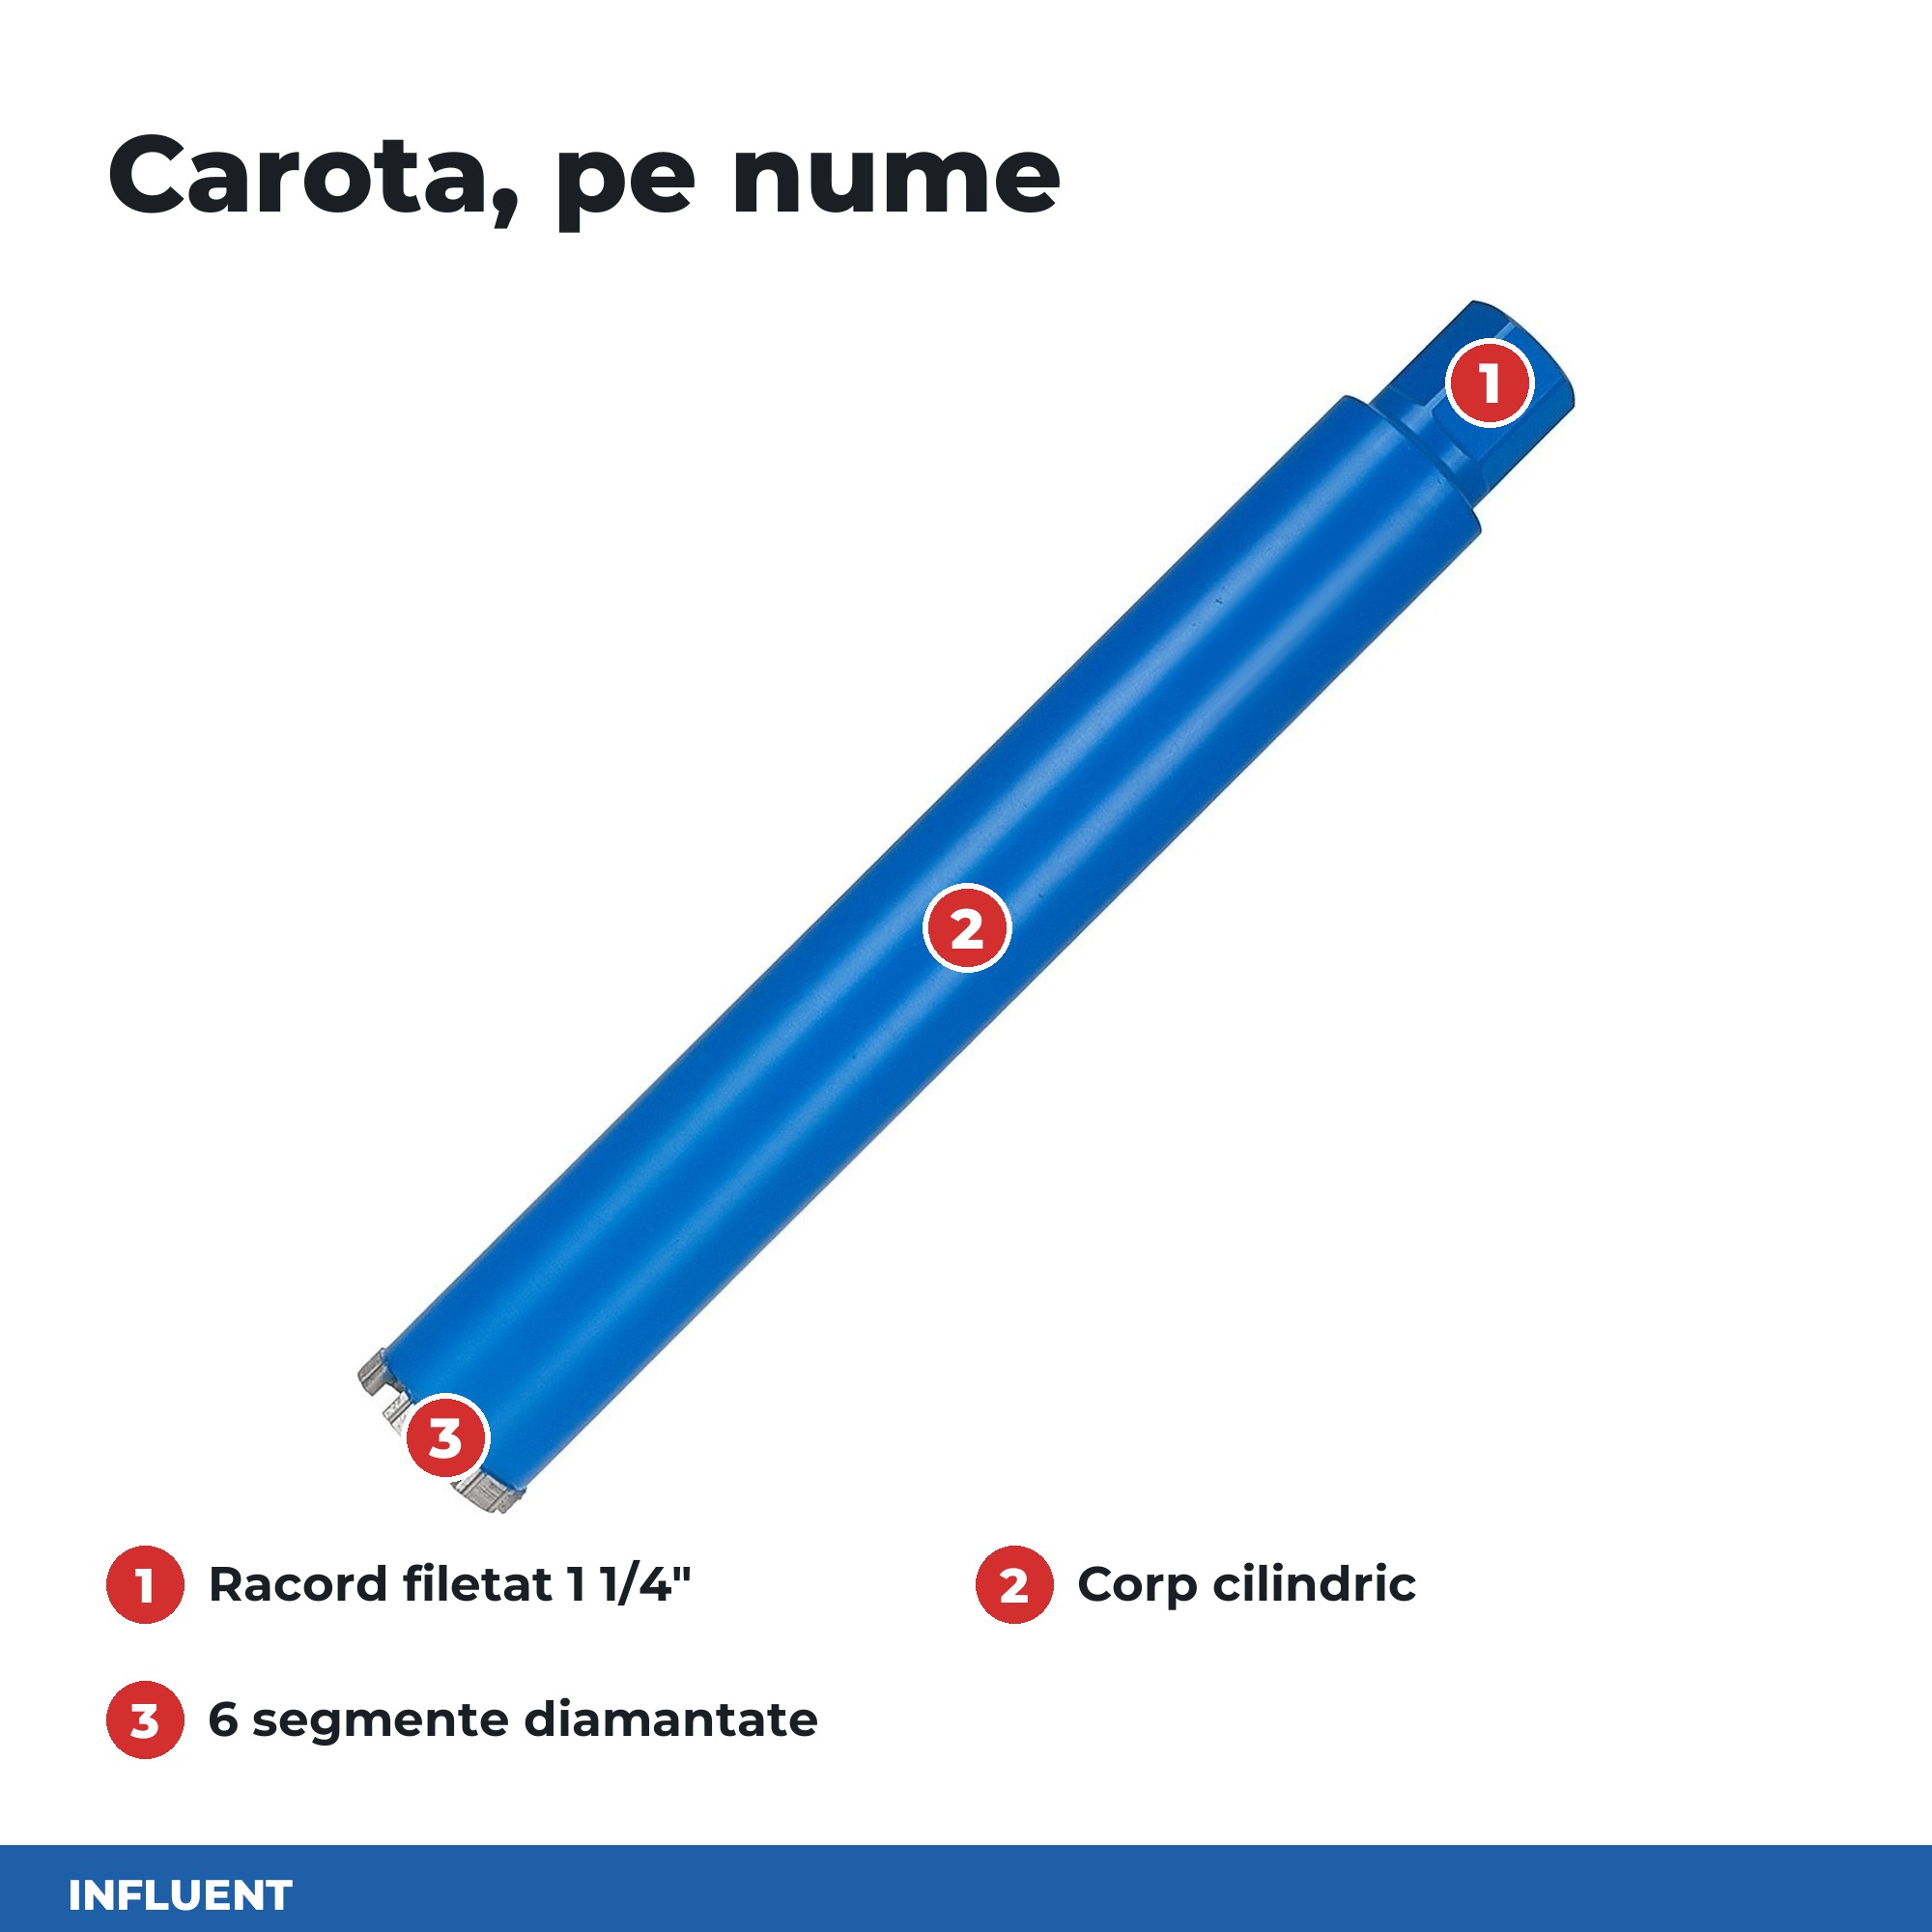 Carota, pe nume
1
2
3
1 Racord filetat 1 1/4"
2 Corp cilindric
3 6 segmente diamantate
INFLUENT